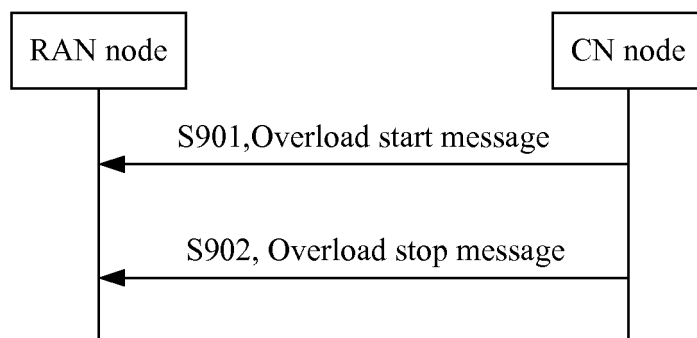 RAN node
CN node
S901,Overload start message
S902, Overload stop message